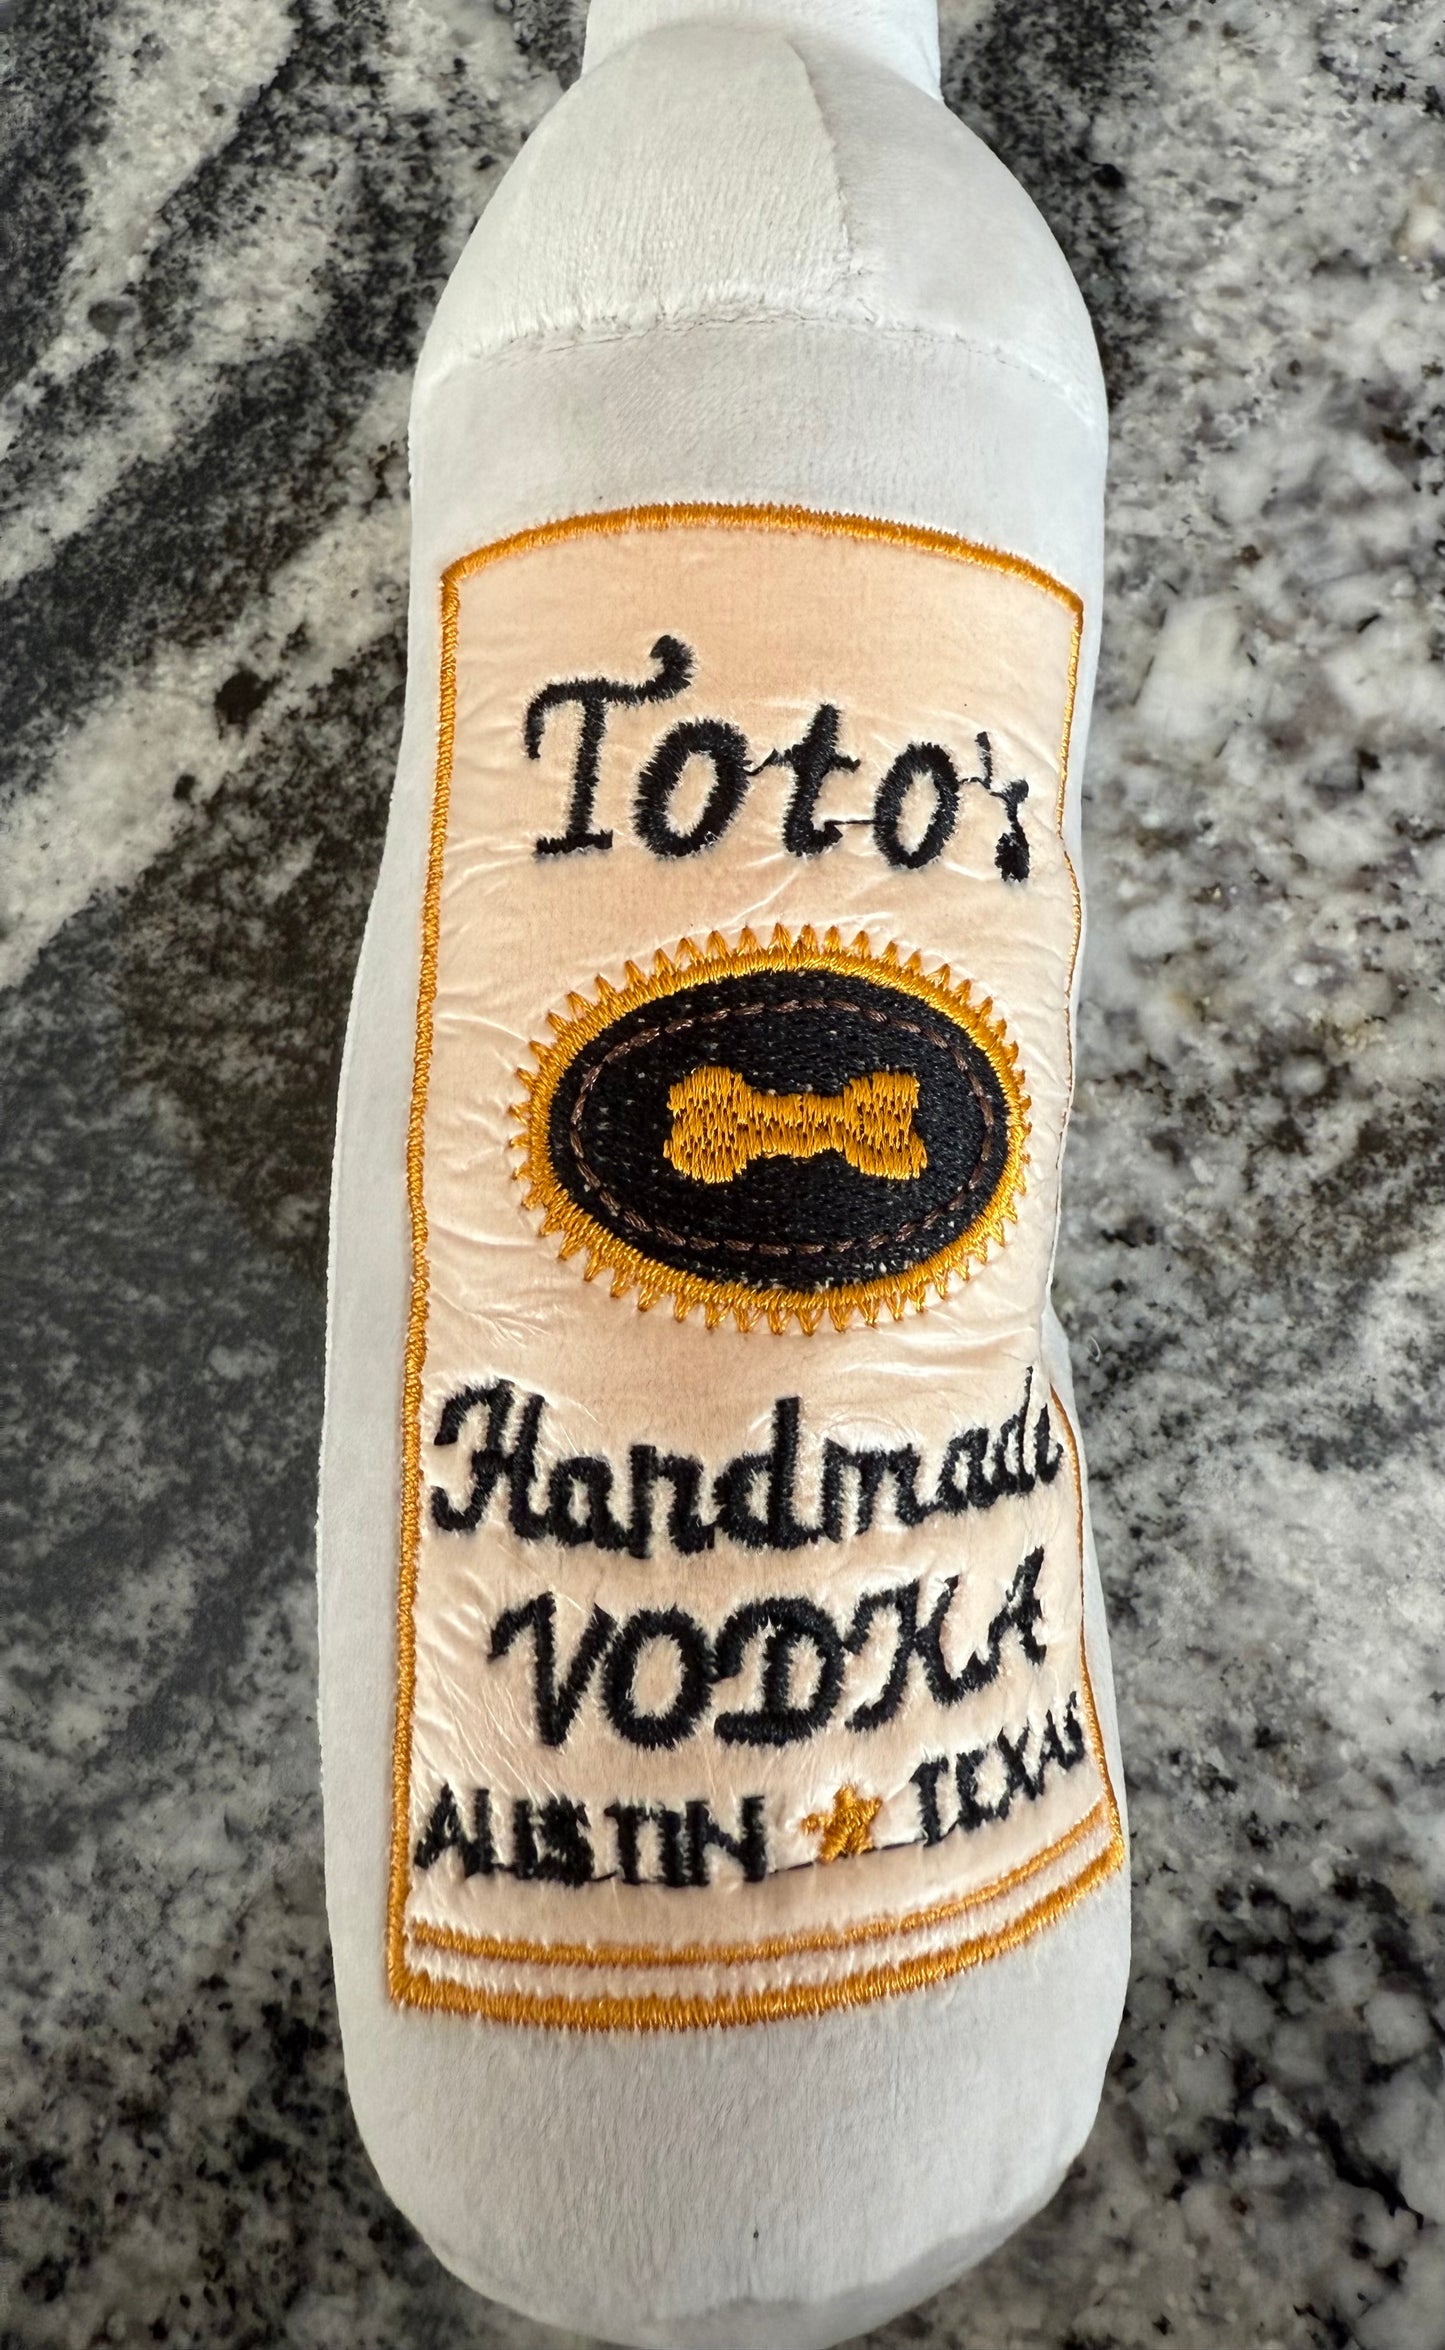 Toto's
Handmade
VODKA
AUSTIN TEXAS